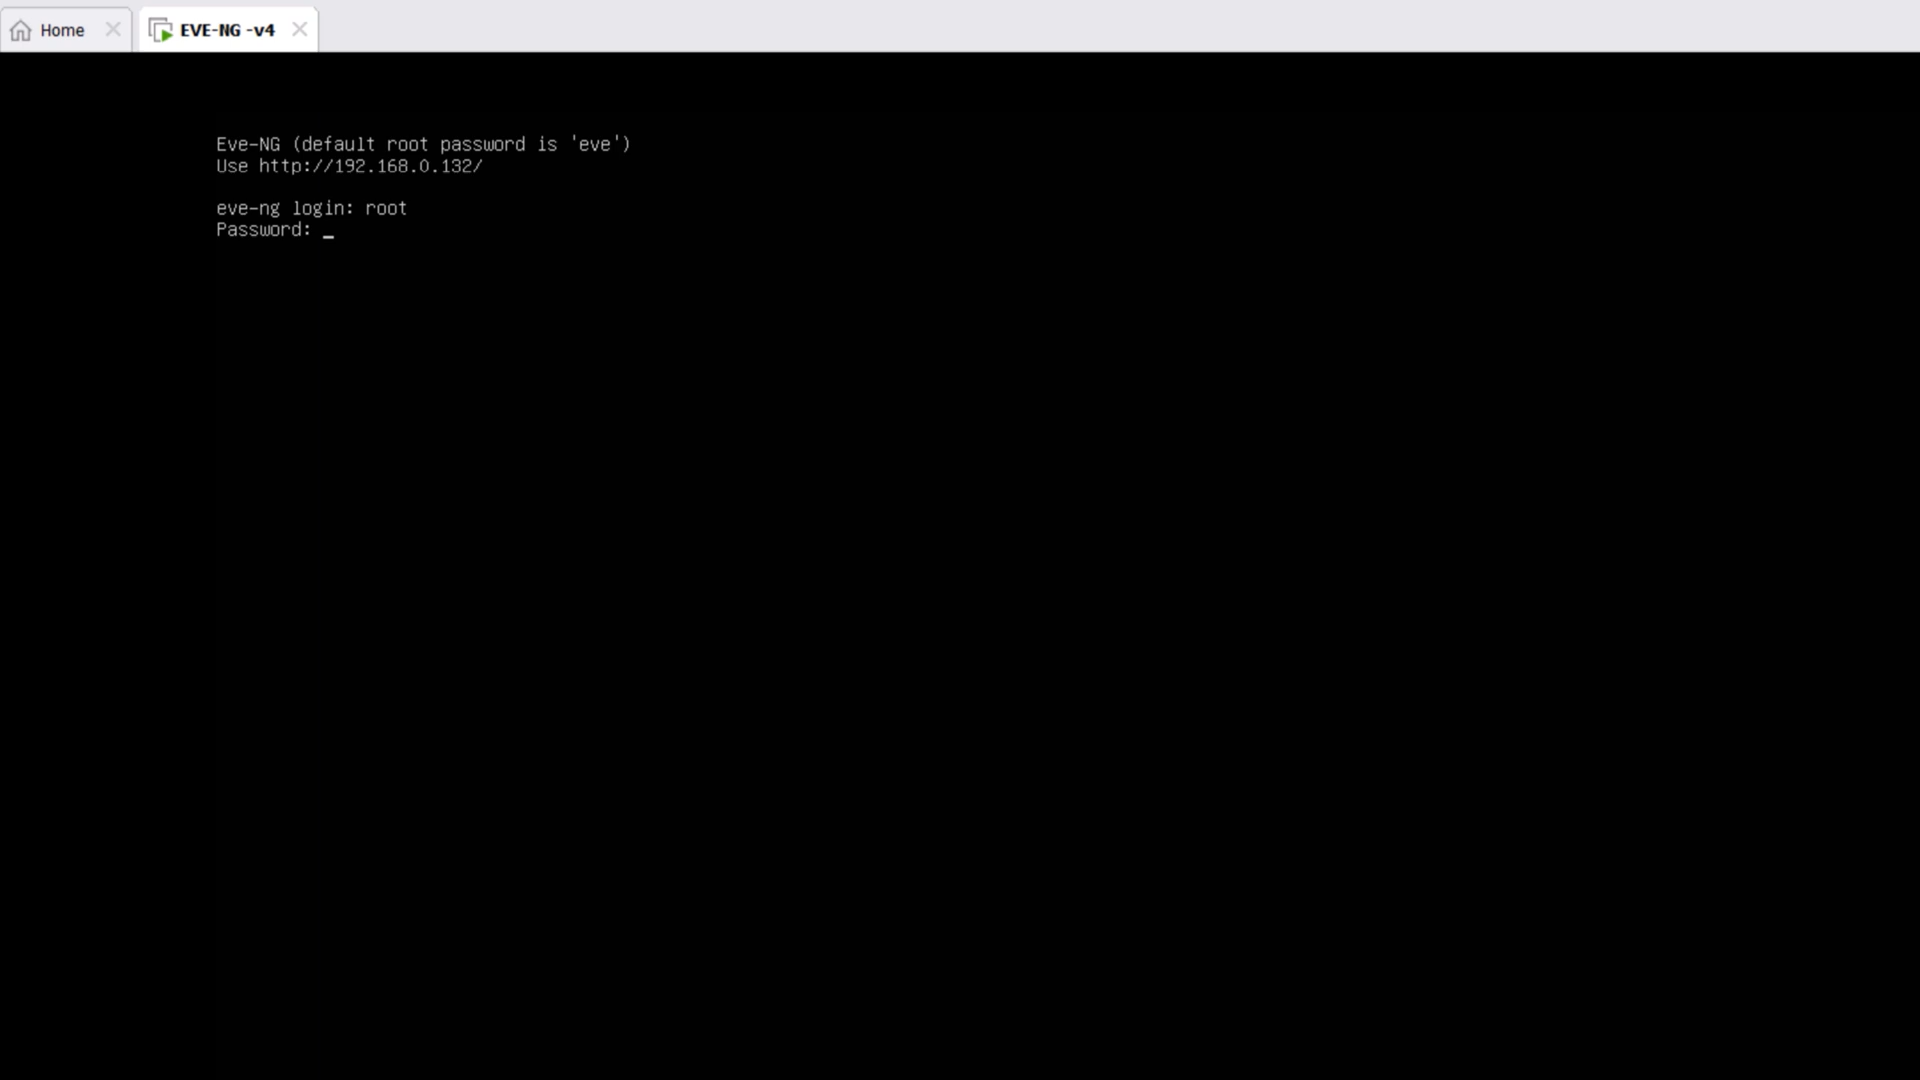 Home
EVE-NG -v4
Eve-NG (default root password is 'eve')
Use http://192.168.0.132/
eve-ng login: root
Password: _